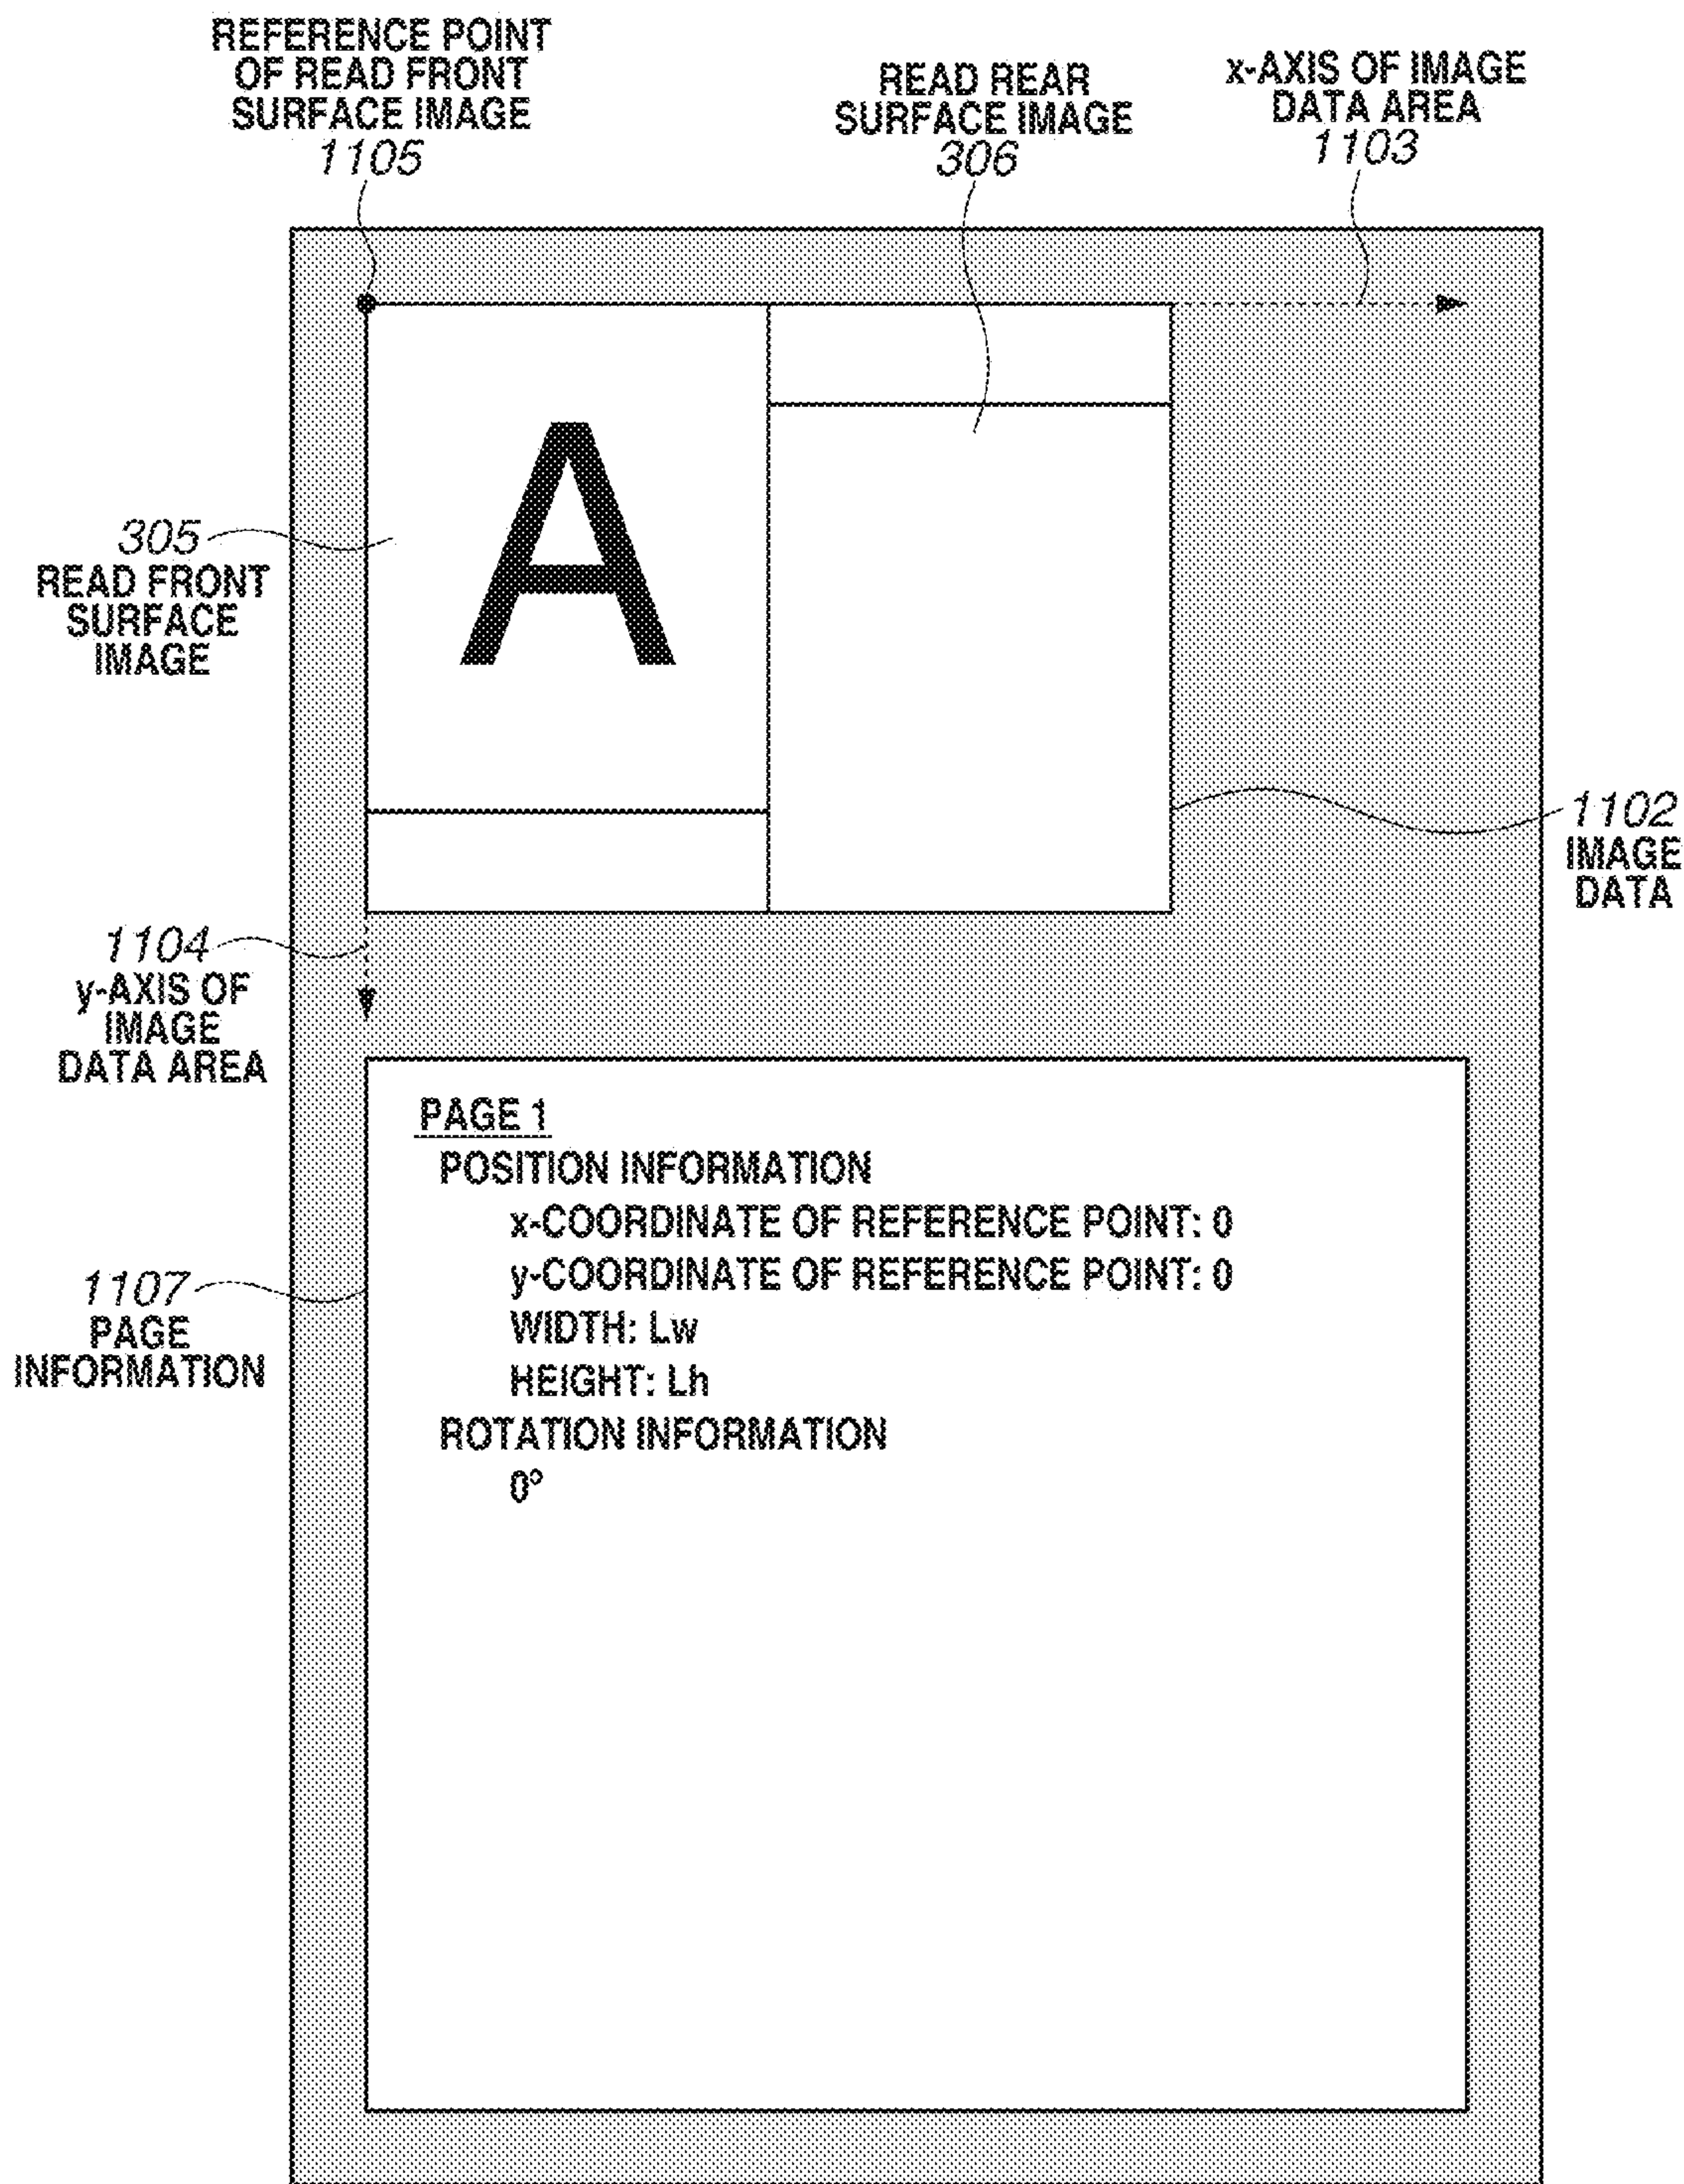 REFERENCE POINT
OF READ FRONT
SURFACE IMAGE
1105
READ REAR
SURFACE IMAGE
306
x-AXIS OF IMAGE
DATA AREA
1103
A
305
READ FRONT
SURFACE
IMAGE
1102
IMAGE
DATA
1104
y-AXIS OF
IMAGE
DATA AREA
PAGE 1
POSITION INFORMATION
x-COORDINATE OF REFERENCE POINT: 0
y-COORDINATE OF REFERENCE POINT: 0
WIDTH: Lw
HEIGHT: Lh
ROTATION INFORMATION
0°
1107
PAGE
INFORMATION